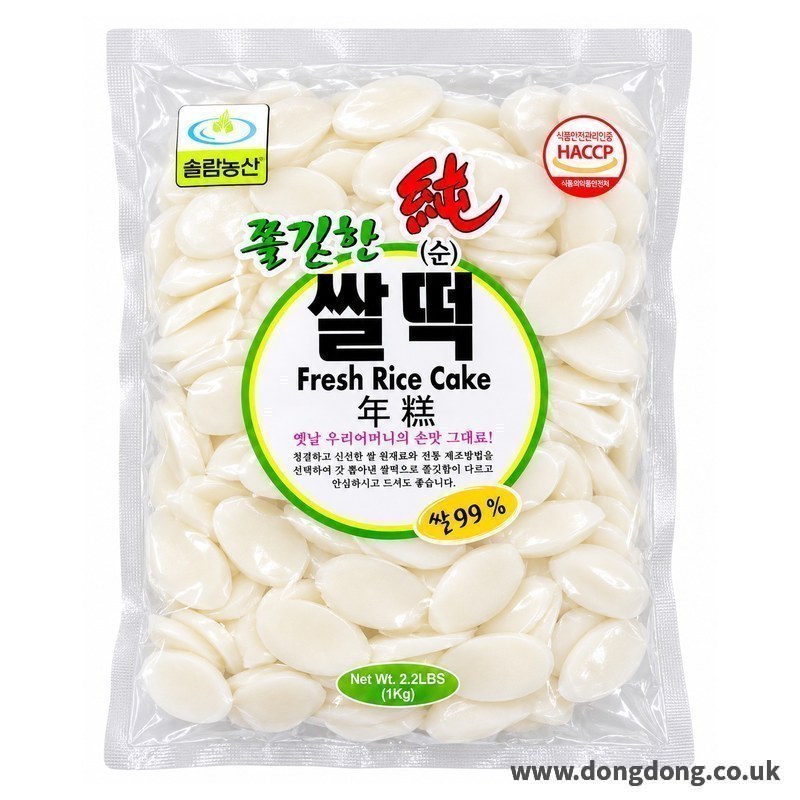 솔람농산®
식품안전관리인증
HACCP
식품의약품안전처
純
쫄깃한
(순)
쌀떡
Fresh Rice Cake
年糕
옛날 우리어머니의 손맛 그대로!
청결하고 신선한 쌀 원재료와 전통 제조방법을
선택하여 갓 뽑아낸 쌀떡으로 쫄깃함이 다르고
안심하시고 드셔도 좋습니다.
쌀99%
Net Wt. 2.2LBS
(1Kg)
www.dongdong.co.uk